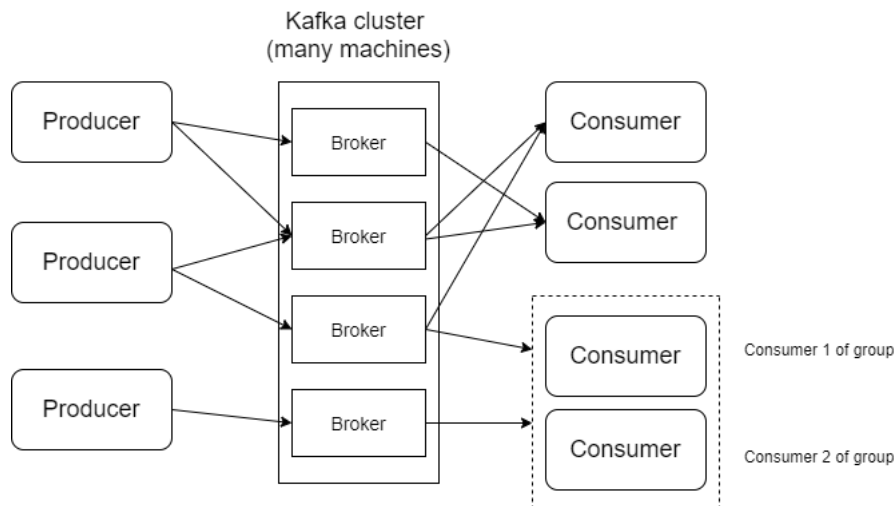 Kafka cluster
(many machines)
Producer
Producer
Producer
Broker
Broker
Broker
Broker
Consumer
Consumer
Consumer
Consumer
Consumer 1 of group
Consumer 2 of group